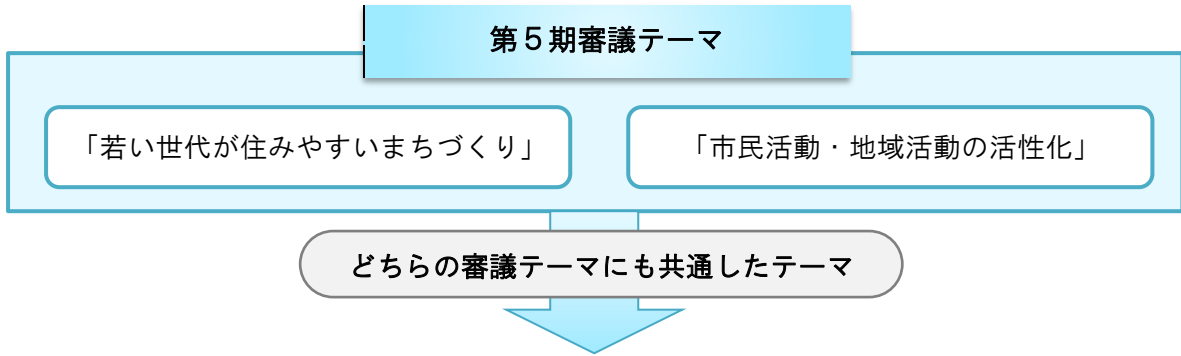 第５期審議テーマ
「若い世代が住みやすいまちづくり」
「市民活動・地域活動の活性化」
どちらの審議テーマにも共通したテーマ